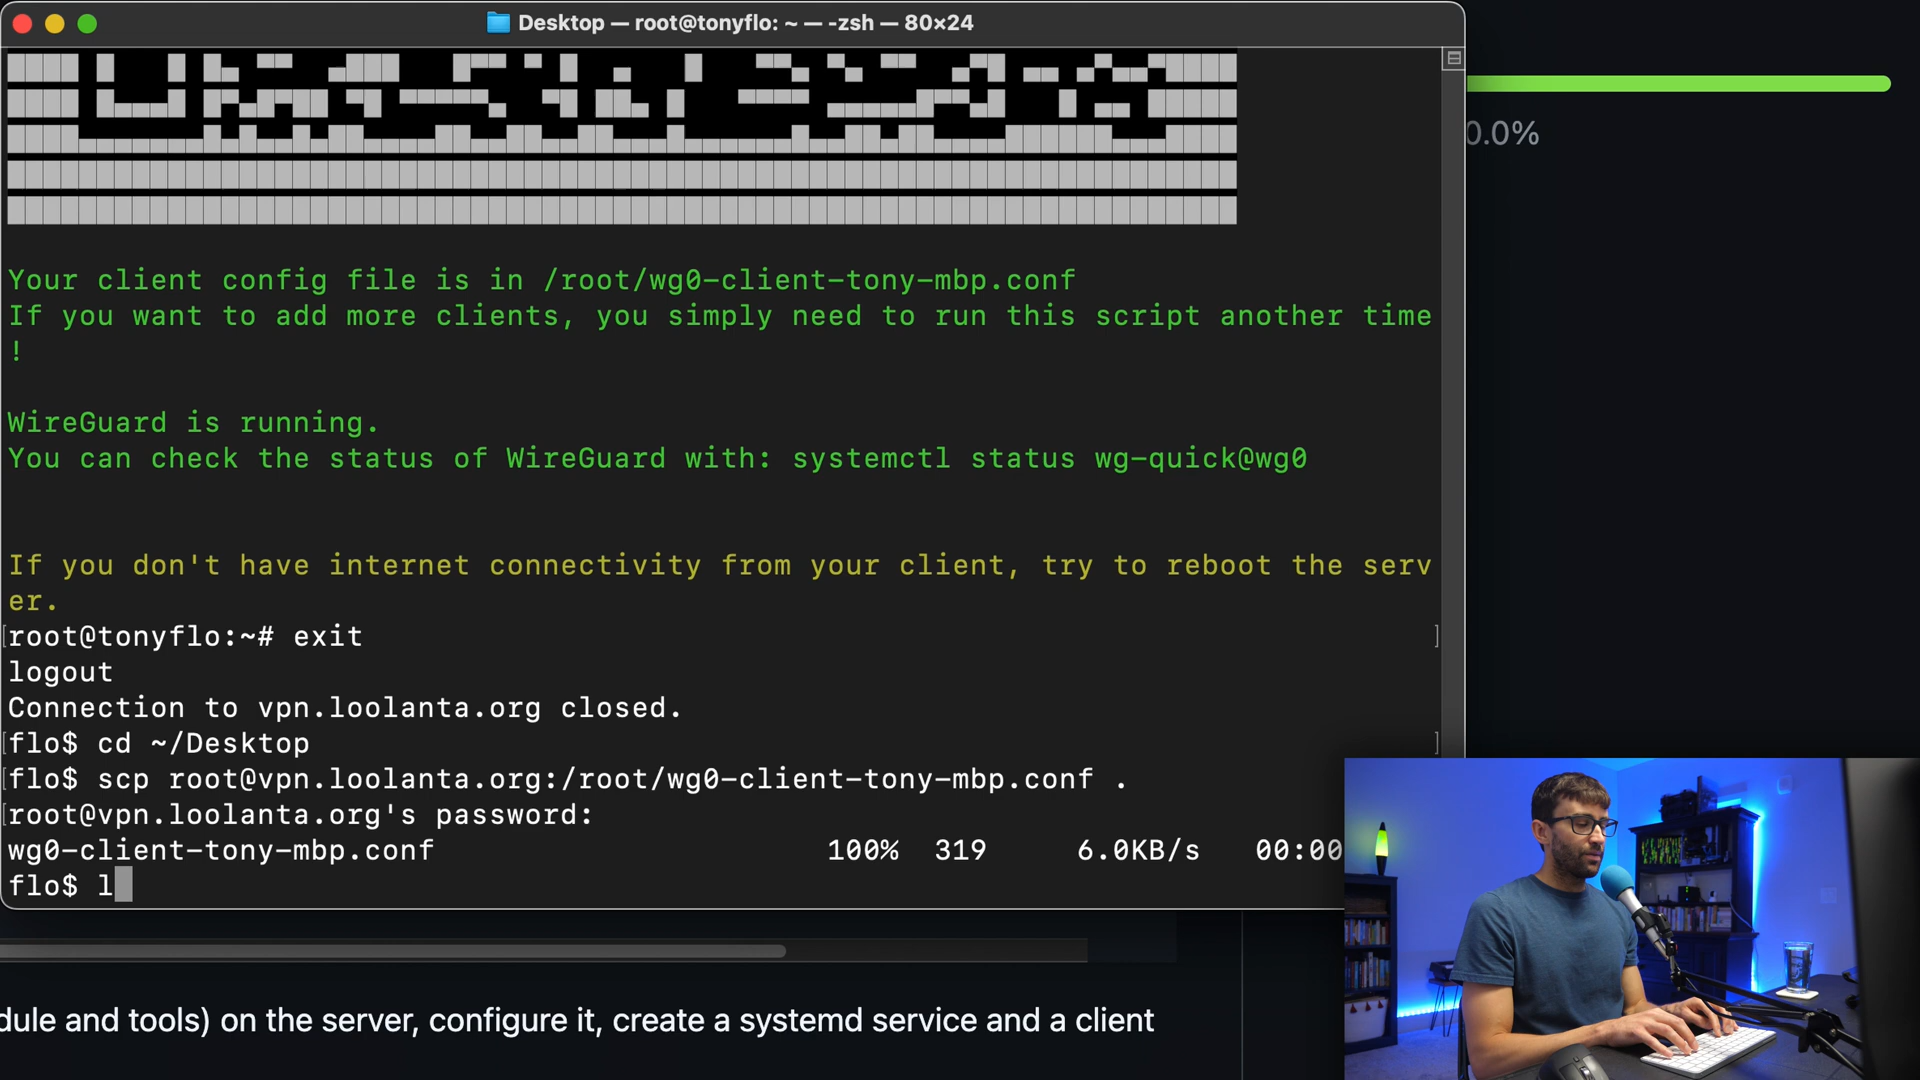 Desktop — root@tonyflo: ~ — -zsh — 80×24
0.0%
Your client config file is in /root/wg0-client-tony-mbp.conf
If you want to add more clients, you simply need to run this script another time
!
WireGuard is running.
You can check the status of WireGuard with: systemctl status wg-quick@wg0
If you don't have internet connectivity from your client, try to reboot the serv
er.
[root@tonyflo:~# exit ]
logout
Connection to vpn.loolanta.org closed.
[flo$ cd ~/Desktop ]
[flo$ scp root@vpn.loolanta.org:/root/wg0-client-tony-mbp.conf .
[root@vpn.loolanta.org's password:
wg0-client-tony-mbp.conf 100% 319 6.0KB/s 00:00
flo$ l
dule and tools) on the server, configure it, create a systemd service and a client